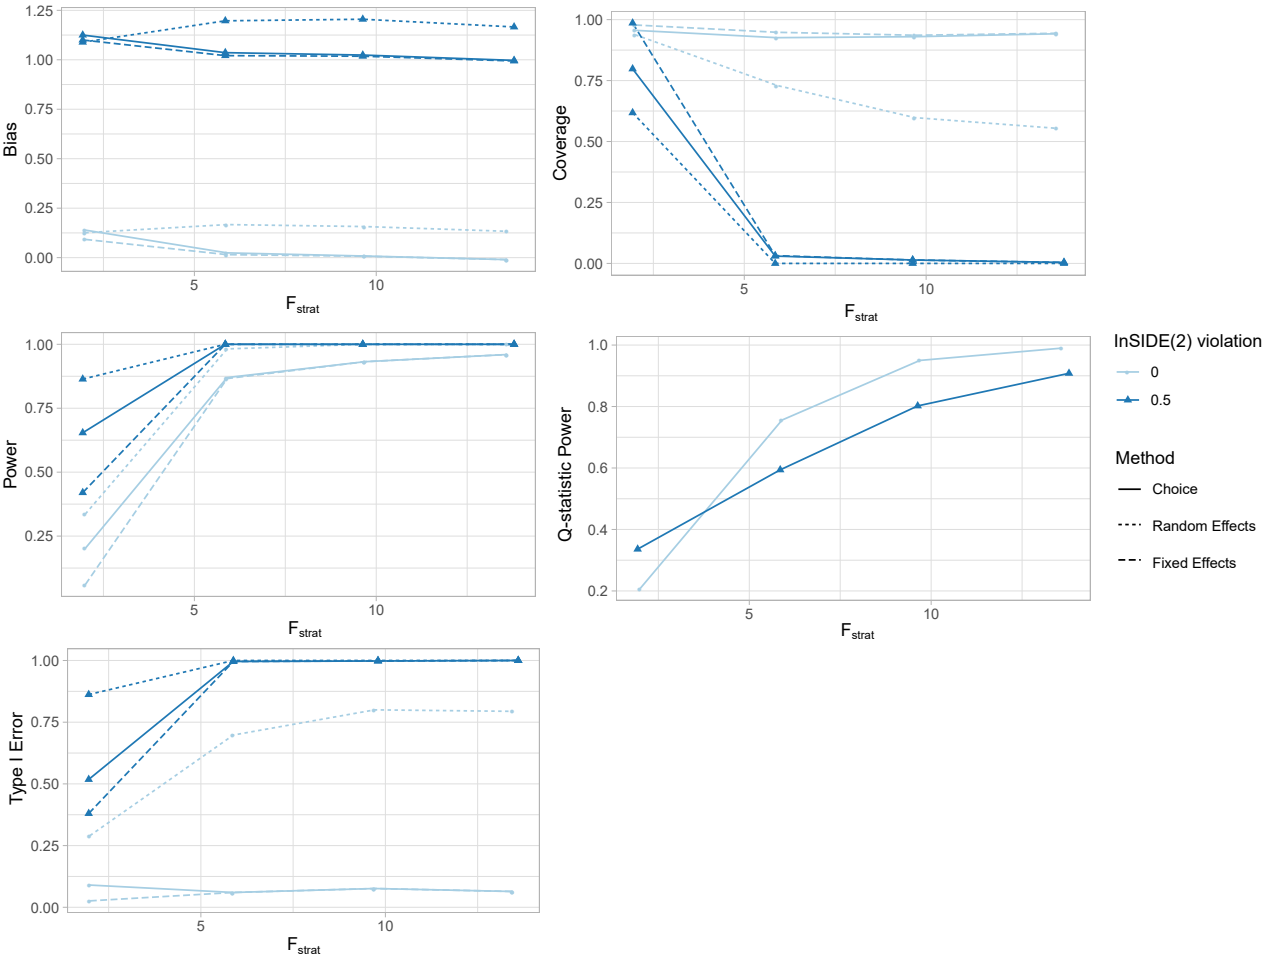 1.25
1.00
0.75
0.50
0.25
0.00
Bias
5
10
Fstrat
1.00
0.75
0.50
0.25
0.00
Coverage
5
10
Fstrat
1.00
0.75
0.50
0.25
Power
5
10
Fstrat
1.0
0.8
0.6
0.4
0.2
Q-statistic Power
5
10
Fstrat
InSIDE(2) violation
0
0.5
Method
Choice
Random Effects
Fixed Effects
1.00
0.75
0.50
0.25
0.00
Type I Error
5
10
Fstrat